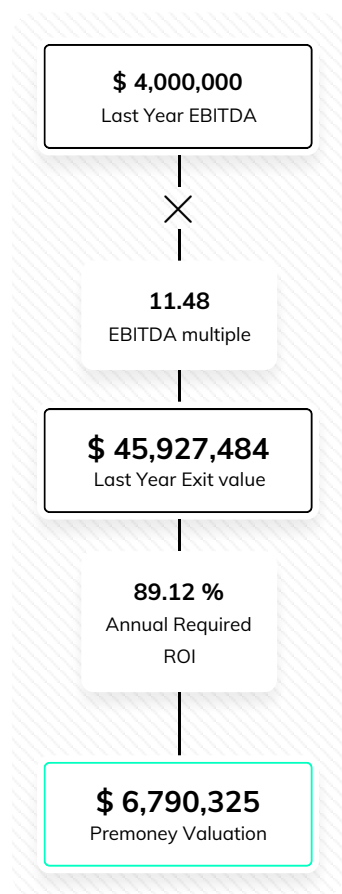 $ 4,000,000
Last Year EBITDA
11.48
EBITDA multiple
$ 45,927,484
Last Year Exit value
89.12 %
Annual Required
ROI
$ 6,790,325
Premoney Valuation